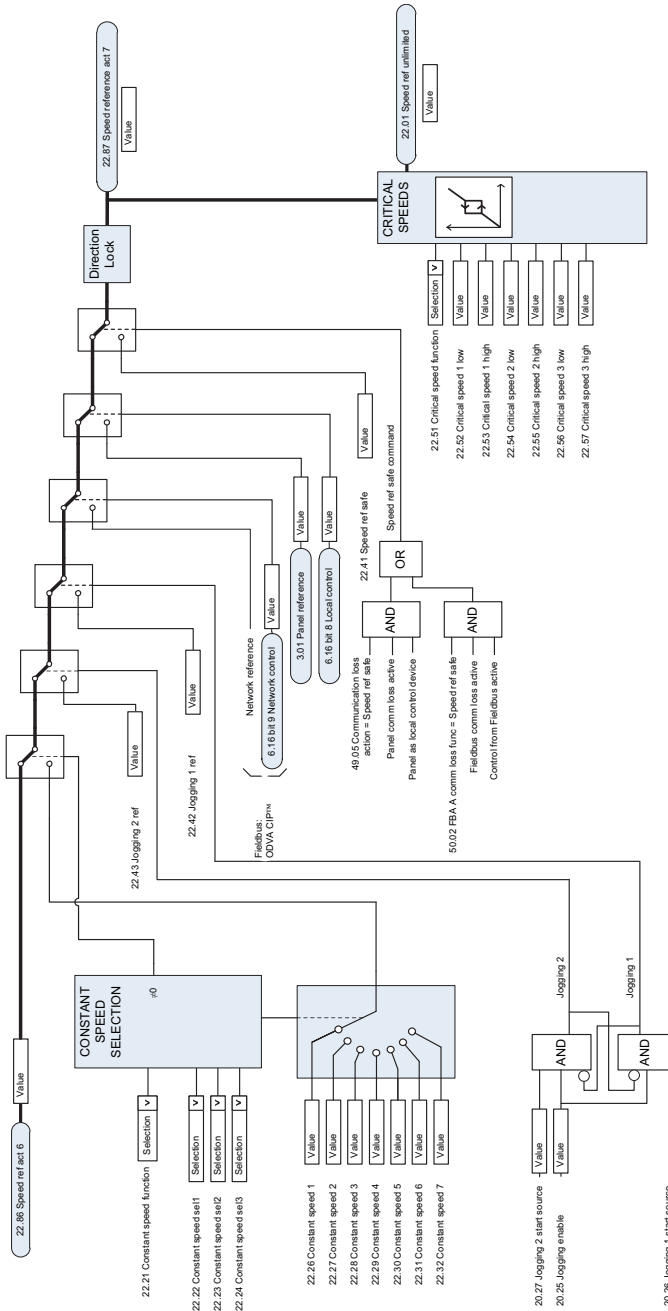 22.86 Speed ref act 6
Value
22.21 Constant speed function
Selection
22.22 Constant speed sel1
Selection
22.23 Constant speed sel2
Selection
22.24 Constant speed sel3
Selection
CONSTANT
SPEED
SELECTION
≠0
22.26 Constant speed 1
Value
22.27 Constant speed 2
Value
22.28 Constant speed 3
Value
22.29 Constant speed 4
Value
22.30 Constant speed 5
Value
22.31 Constant speed 6
Value
22.32 Constant speed 7
Value
20.27 Jogging 2 start source
Value
20.25 Jogging enable
Value
AND
Jogging 2
AND
Jogging 1
22.43 Jogging 2 ref
Value
22.42 Jogging 1 ref
Value
Fieldbus:
ODVA CIP™
Network reference
6.16 bit 9 Network control
Value
3.01 Panel reference
Value
6.16 bit 8 Local control
Value
49.05 Communication loss
action = Speed ref safe
Panel comm loss active
Panel as local control device
AND
50.02 FBA A comm loss func = Speed ref safe
Fieldbus comm loss active
Control from Fieldbus active
AND
OR
Speed ref safe command
22.41 Speed ref safe
Value
Direction
Lock
22.87 Speed reference act 7
Value
22.51 Critical speed function
Selection
22.52 Critical speed 1 low
Value
22.53 Critical speed 1 high
Value
22.54 Critical speed 2 low
Value
22.55 Critical speed 2 high
Value
22.56 Critical speed 3 low
Value
22.57 Critical speed 3 high
Value
CRITICAL
SPEEDS
22.01 Speed ref unlimited
Value